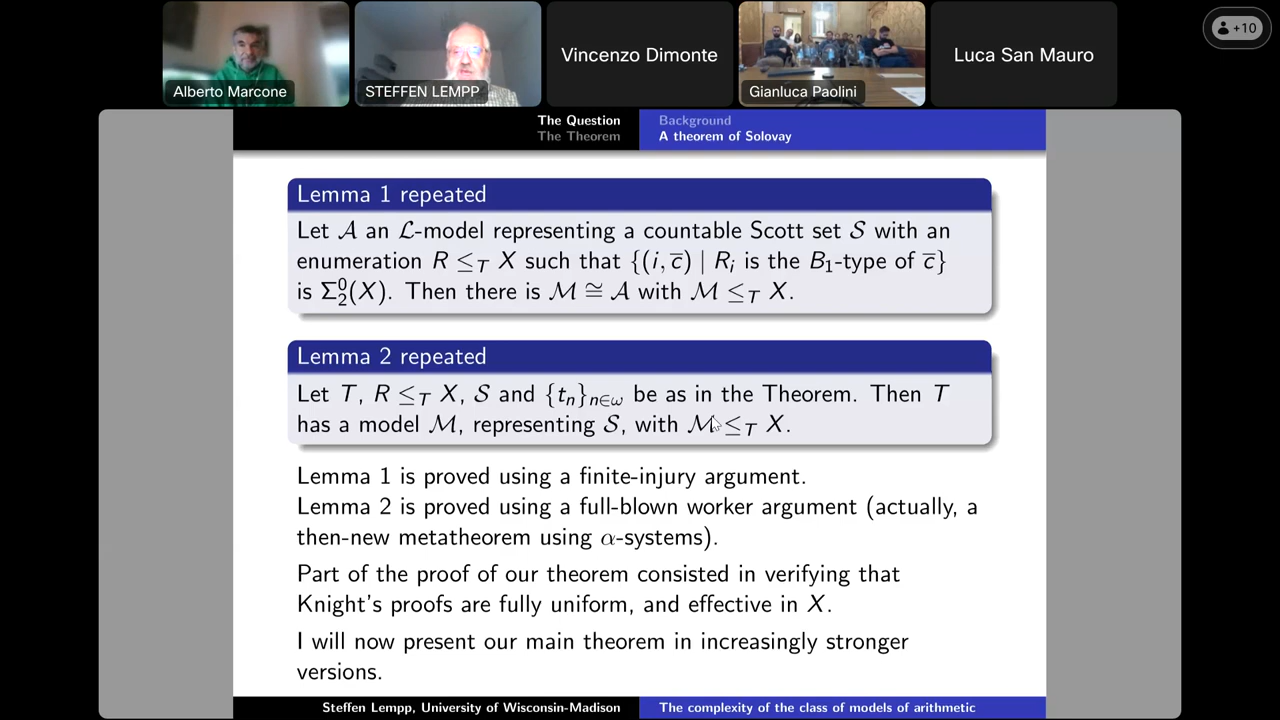 Alberto Marcone
STEFFEN LEMPP
Vincenzo Dimonte
Gianluca Paolini
Luca San Mauro
+10
The Question
The Theorem
Background
A theorem of Solovay
Lemma 1 repeated
Let 𝒜 an ℒ-model representing a countable Scott set 𝒮 with an
enumeration R ≤_T X such that {(i, c̅) | R_i is the B₁-type of c̅}
is Σ⁰₂(X). Then there is ℳ ≅ 𝒜 with ℳ ≤_T X.
Lemma 2 repeated
Let T, R ≤_T X, 𝒮 and {t_n}_{n∈ω} be as in the Theorem. Then T
has a model ℳ, representing 𝒮, with ℳ ≤_T X.
Lemma 1 is proved using a finite-injury argument.
Lemma 2 is proved using a full-blown worker argument (actually, a
then-new metatheorem using α-systems).
Part of the proof of our theorem consisted in verifying that
Knight's proofs are fully uniform, and effective in X.
I will now present our main theorem in increasingly stronger
versions.
Steffen Lempp, University of Wisconsin-Madison
The complexity of the class of models of arithmetic